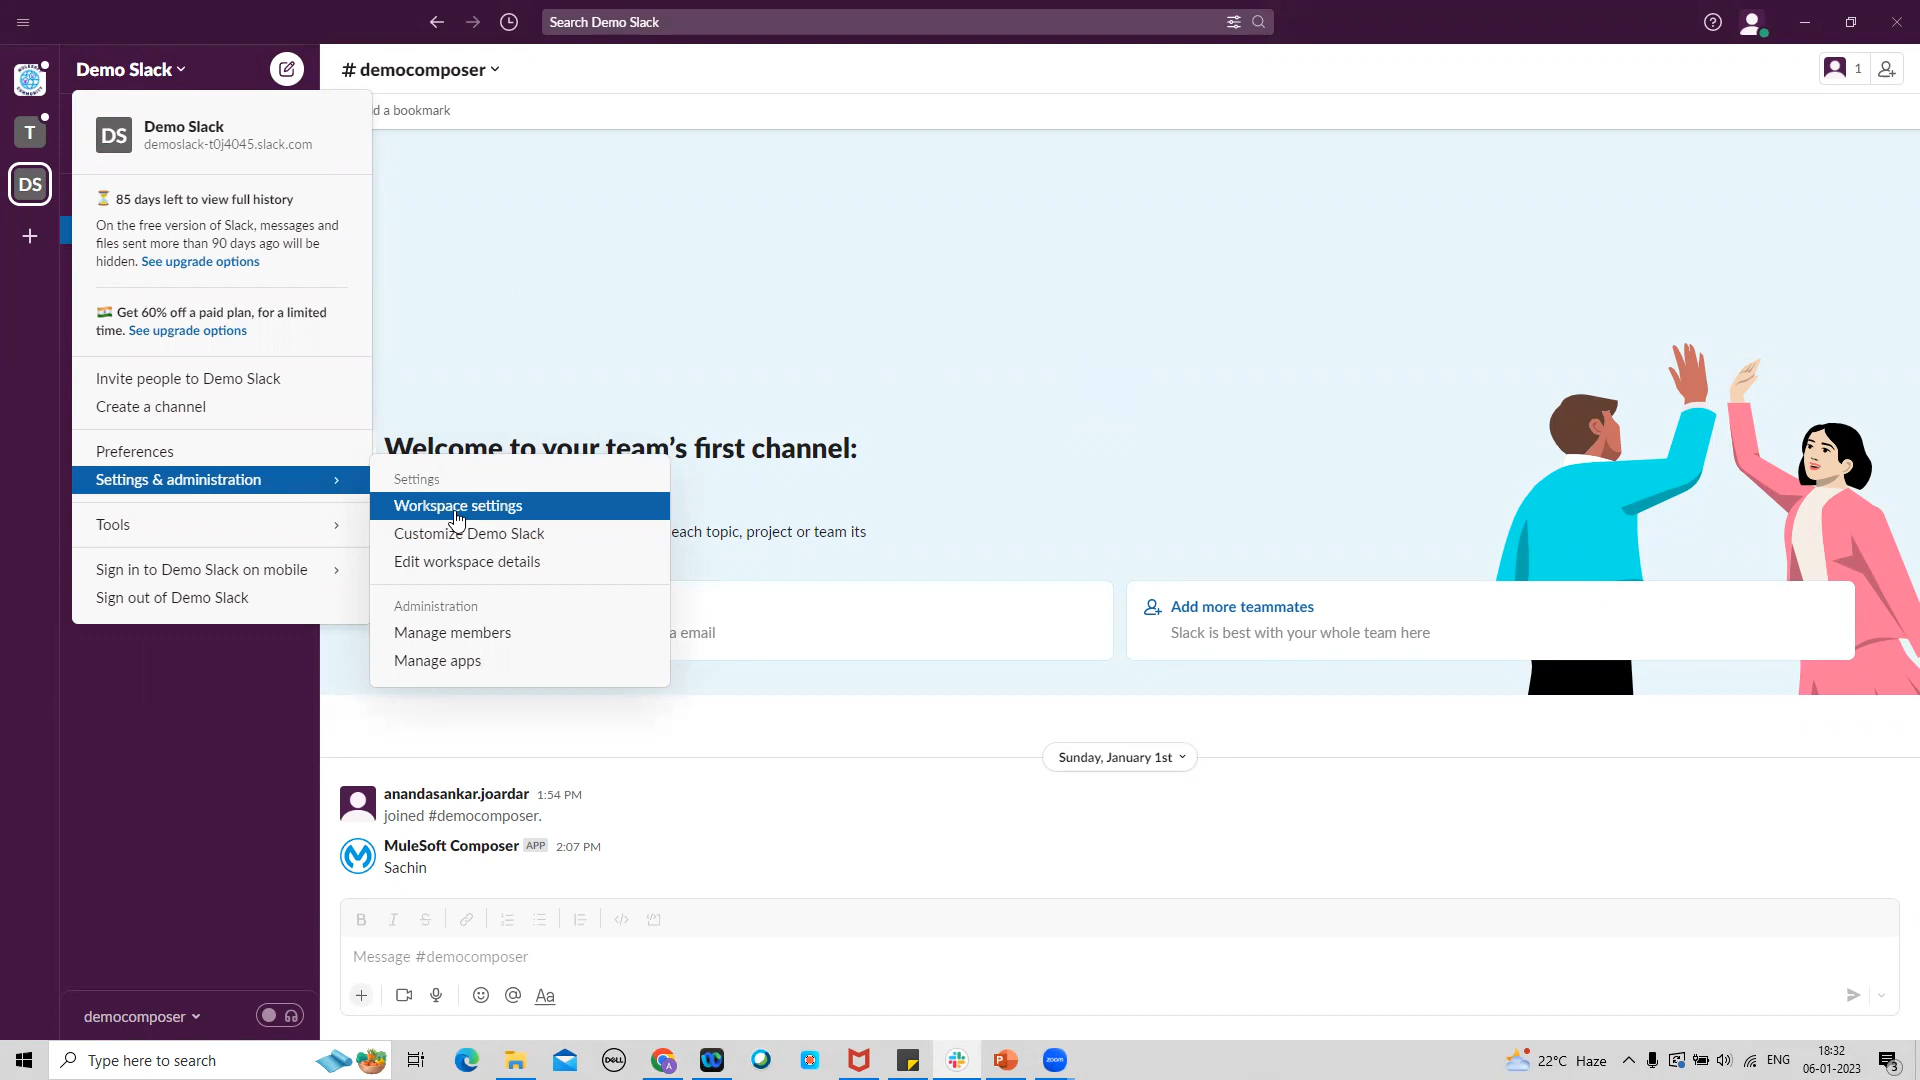 Search Demo Slack
Demo Slack
# democomposer
1
d a bookmark
T
DS
DS
Demo Slack
demoslack-t0j4045.slack.com
85 days left to view full history
On the free version of Slack, messages and
files sent more than 90 days ago will be
hidden. See upgrade options
Get 60% off a paid plan, for a limited
time. See upgrade options
Invite people to Demo Slack
Create a channel
Preferences
Settings & administration
Tools
Sign in to Demo Slack on mobile
Sign out of Demo Slack
Settings
Workspace settings
Customize Demo Slack
Edit workspace details
Administration
Manage members
Manage apps
Welcome to your team’s first channel:
each topic, project or team its
a email
Add more teammates
Slack is best with your whole team here
Sunday, January 1st
anandasankar.joardar 1:54 PM
joined #democomposer.
MuleSoft Composer APP 2:07 PM
Sachin
Message #democomposer
Aa
democomposer
Type here to search
DELL
zoom
22°C Haze
ENG
18:32
06-01-2023
3